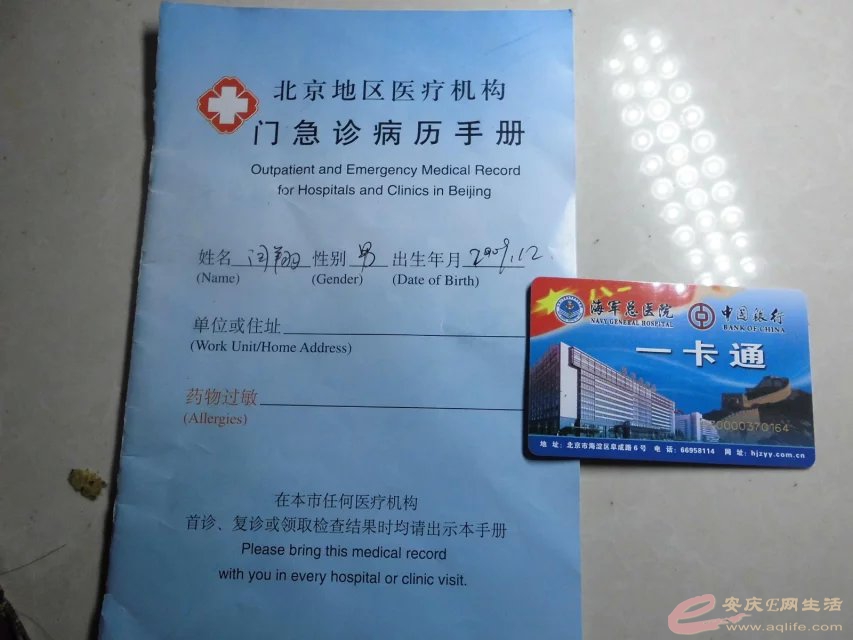 北京地区医疗机构
门急诊病历手册
Outpatient and Emergency Medical Record
for Hospitals and Clinics in Beijing
姓名 闫翔 性别 男 出生年月 2009.12
(Name) (Gender) (Date of Birth)
单位或住址
(Work Unit/Home Address)
药物过敏
(Allergies)
在本市任何医疗机构
首诊、复诊或领取检查结果时均请出示本手册
Please bring this medical record
with you in every hospital or clinic visit.
海军总医院 中国银行
NAVY GENERAL HOSPITAL BANK OF CHINA
一卡通
0000370164
地址:北京市海淀区阜成路6号 电话:66958114 网址:hjzyy.com.cn
安庆E网生活
www.aqlife.com